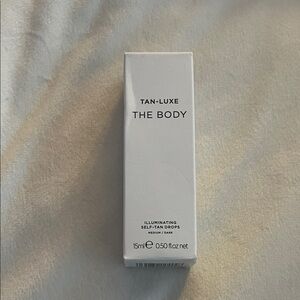 TAN-LUXE
THE BODY
ILLUMINATING
SELF-TAN DROPS
MEDIUM / DARK
15ml ℮ 0.50 fl.oz net